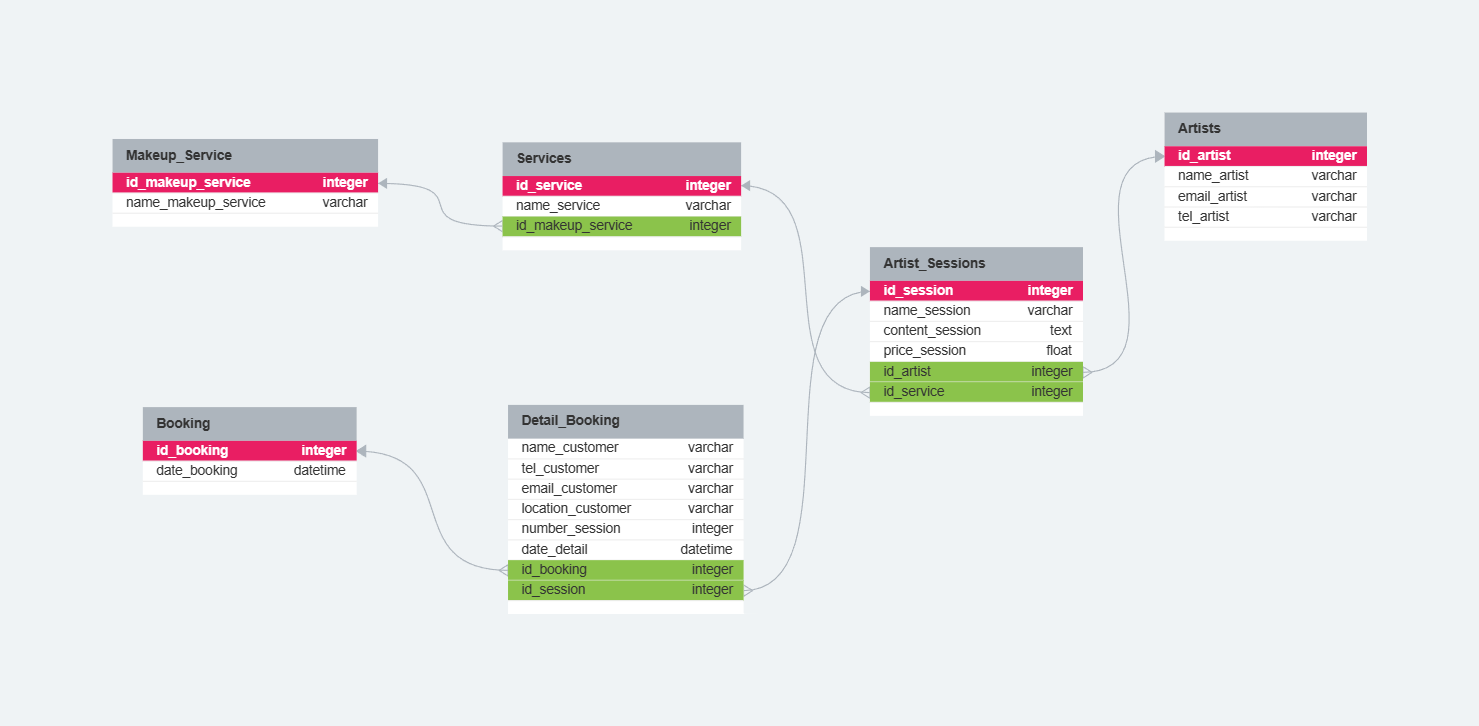 Makeup_Service
id_makeup_service integer
name_makeup_service varchar
Services
id_service integer
name_service varchar
id_makeup_service integer
Artists
id_artist integer
name_artist varchar
email_artist varchar
tel_artist varchar
Artist_Sessions
id_session integer
name_session varchar
content_session text
price_session float
id_artist integer
id_service integer
Booking
id_booking integer
date_booking datetime
Detail_Booking
name_customer varchar
tel_customer varchar
email_customer varchar
location_customer varchar
number_session integer
date_detail datetime
id_booking integer
id_session integer